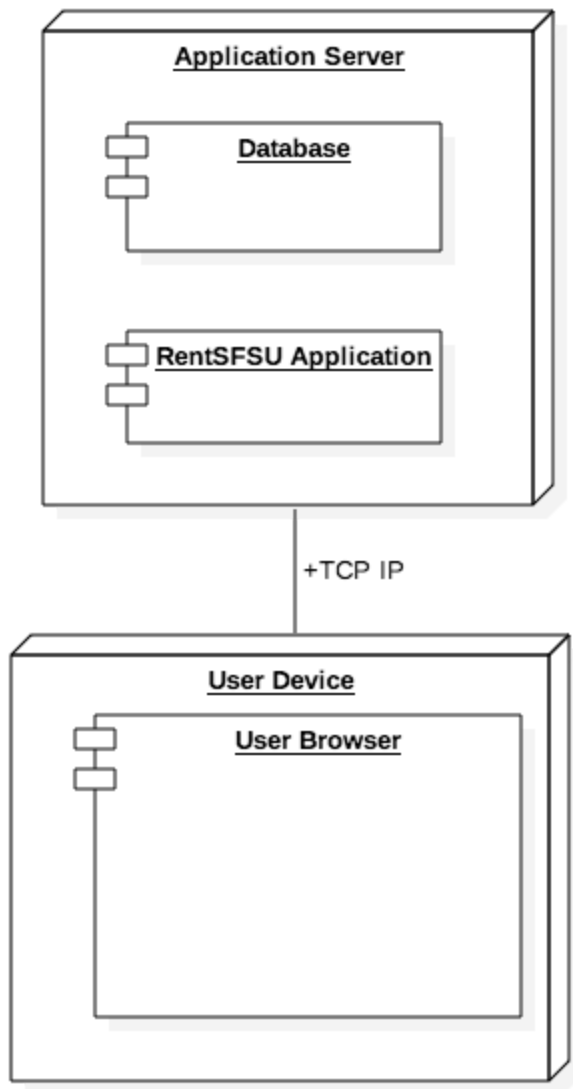 Application Server
Database
RentSFSU Application
+TCP IP
User Device
User Browser